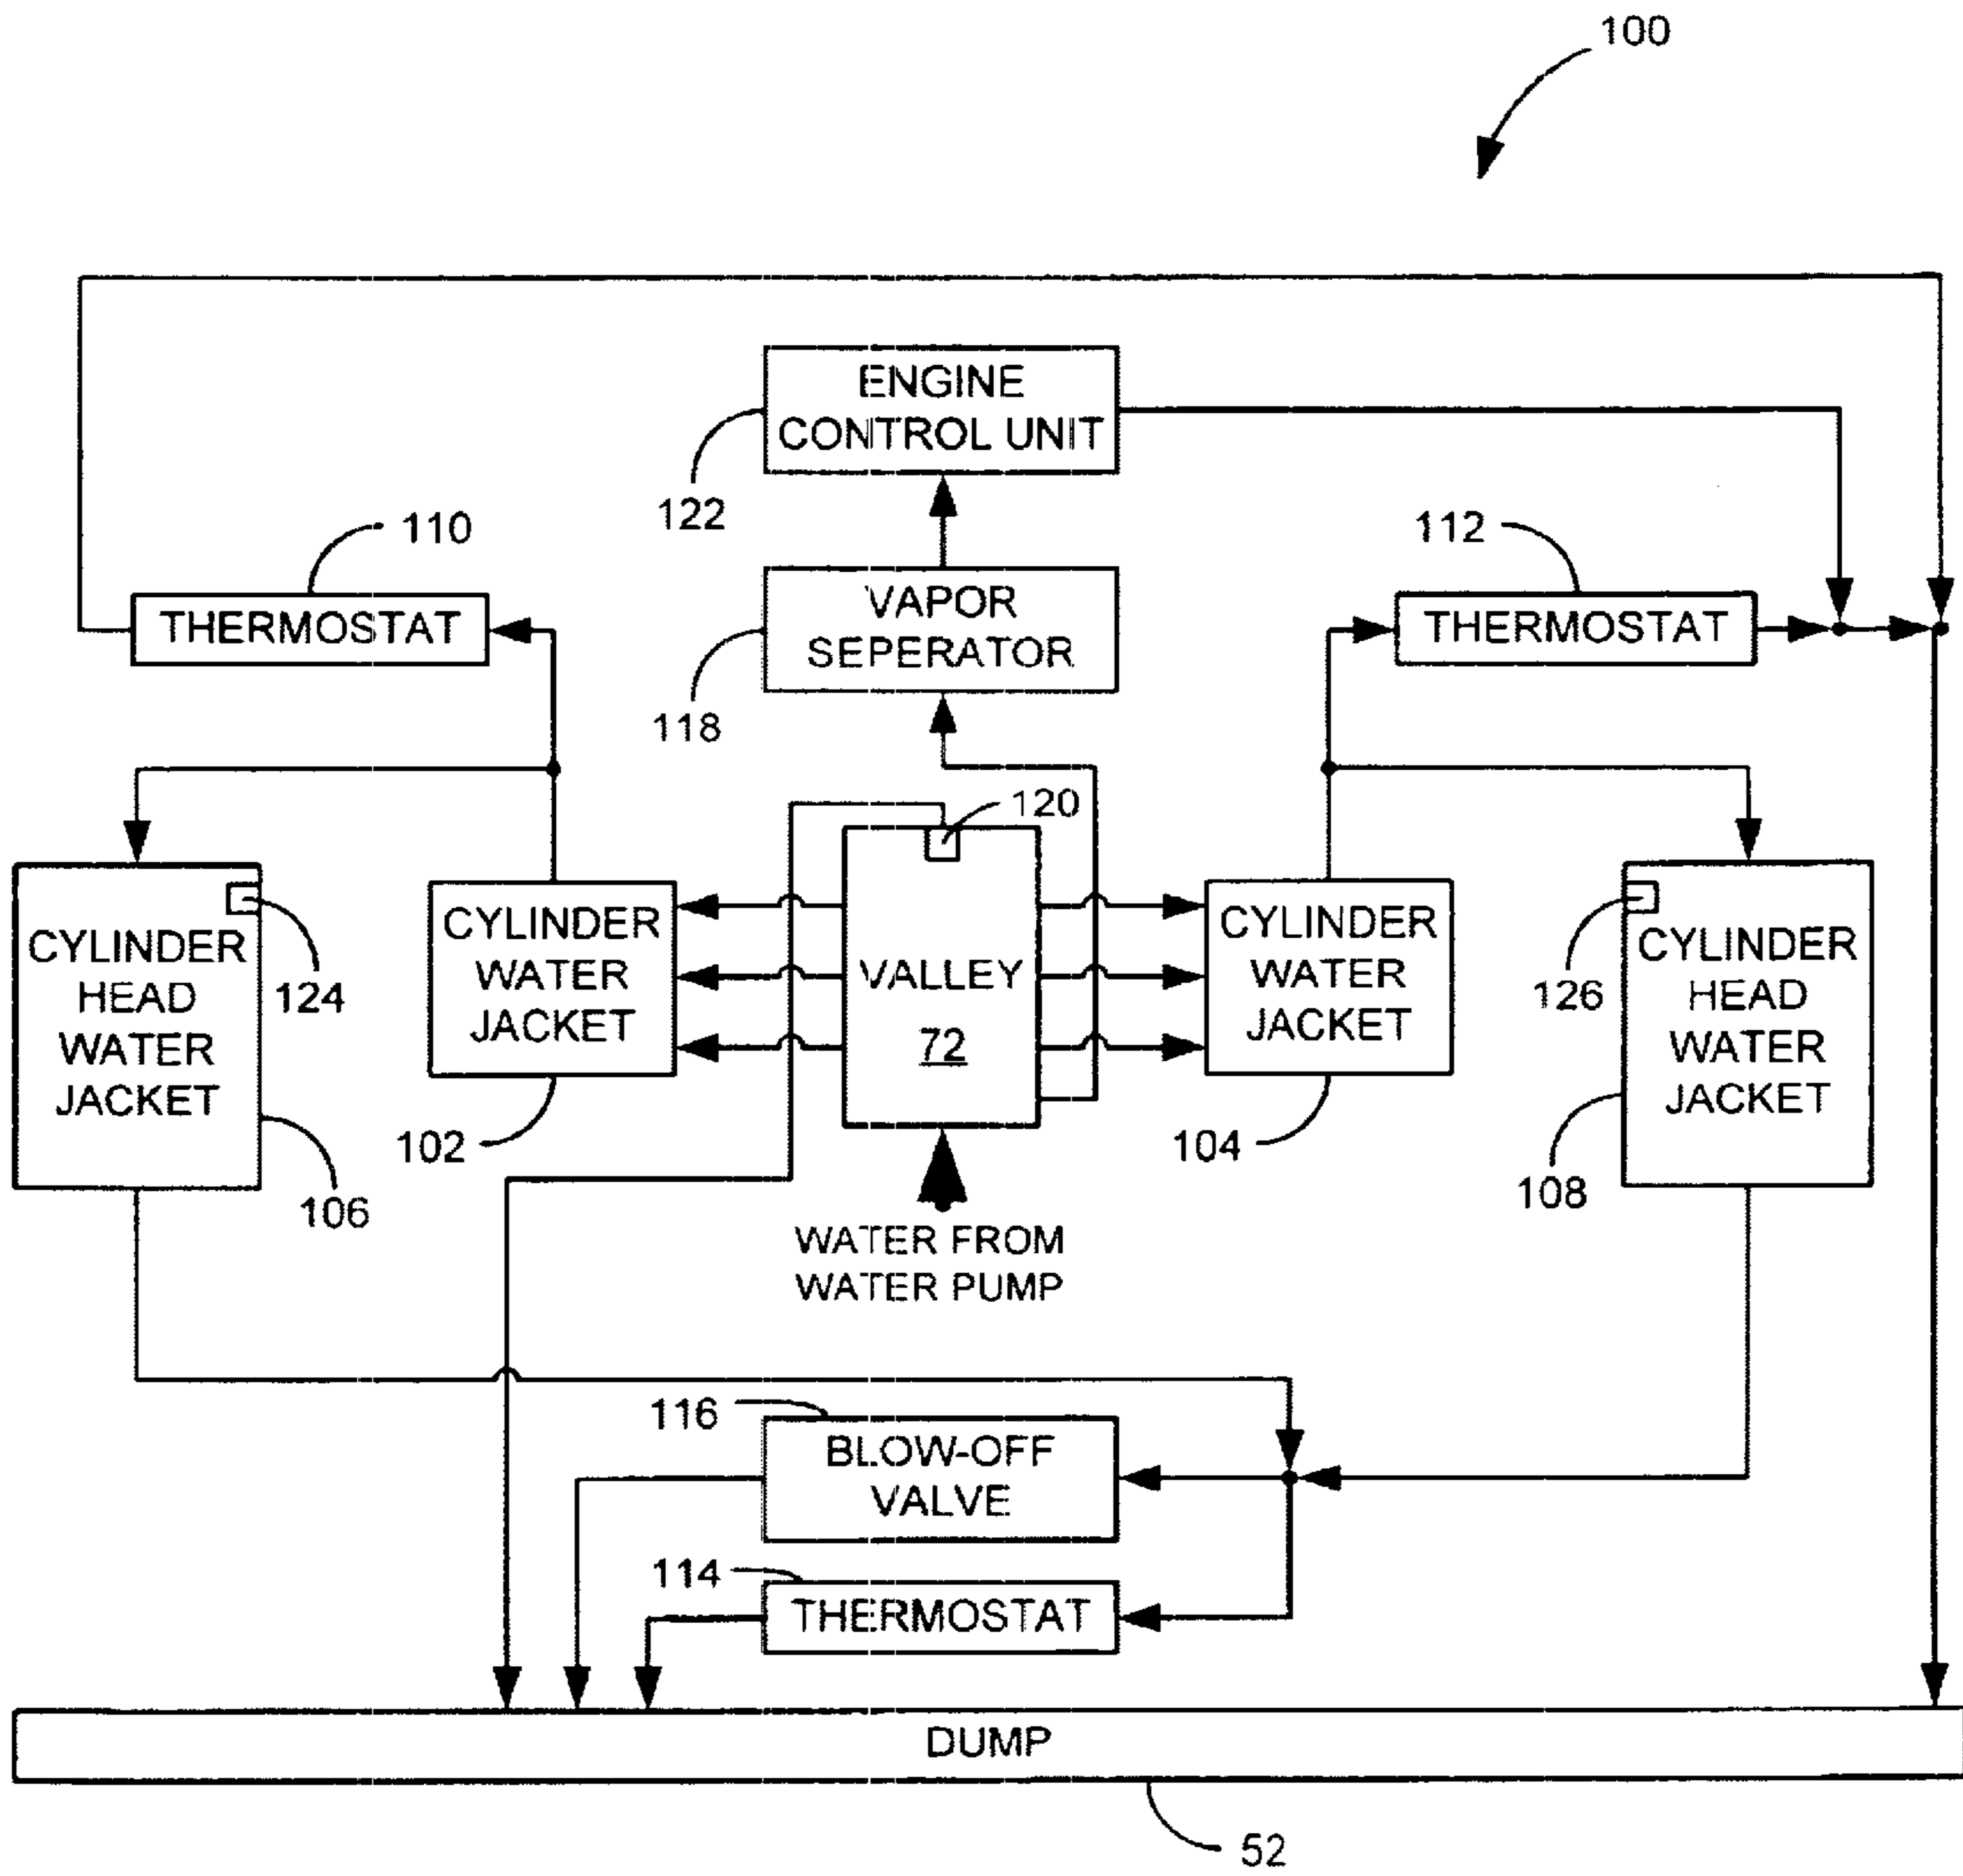 100
ENGINE
CONTROL UNIT
122
110
112
THERMOSTAT
VAPOR
SEPERATOR
THERMOSTAT
118
120
CYLINDER
HEAD
WATER
JACKET
124
CYLINDER
WATER
JACKET
VALLEY
72
CYLINDER
WATER
JACKET
126
CYLINDER
HEAD
WATER
JACKET
106
102
104
108
WATER FROM
WATER PUMP
116
BLOW-OFF
VALVE
114
THERMOSTAT
DUMP
52